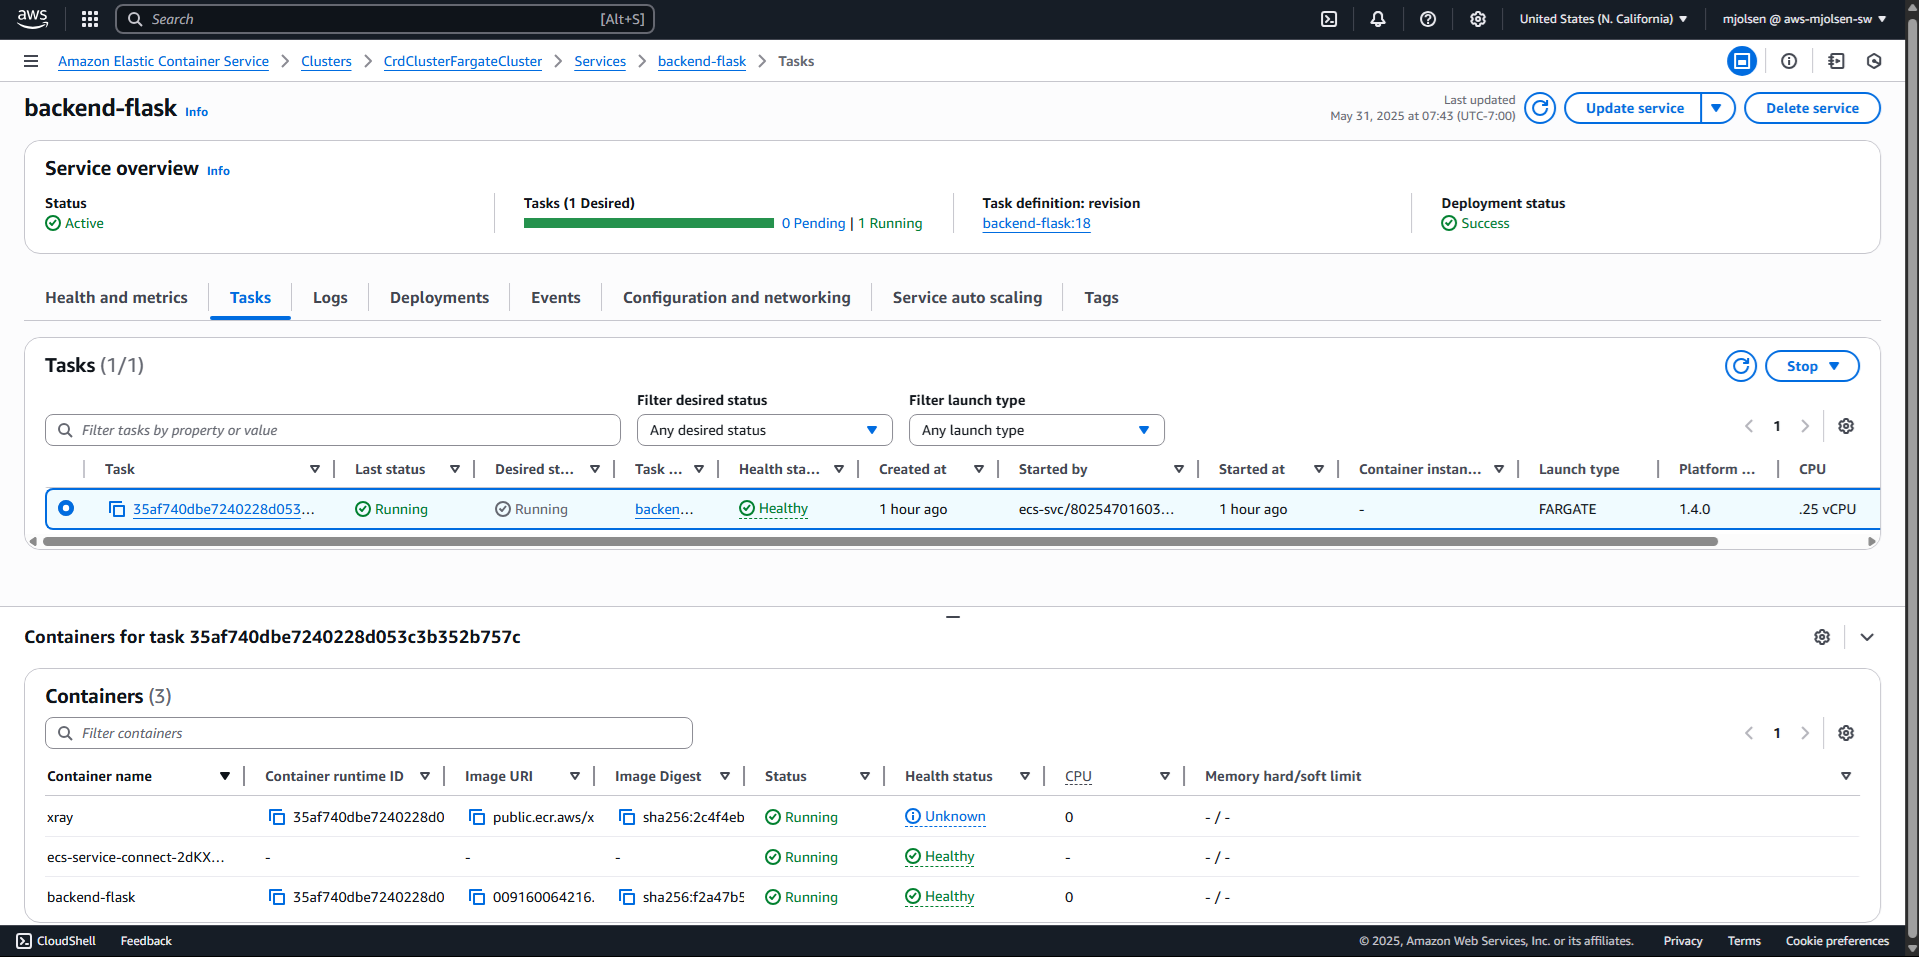 aws Search [Alt+S] United States (N. California) mjolsen @ aws-mjolsen-sw
Amazon Elastic Container Service Clusters CrdClusterFargateCluster Services backend-flask Tasks
backend-flask Info
Last updated
May 31, 2025 at 07:43 (UTC-7:00)
Update service Delete service
Service overview Info
Status Tasks (1 Desired) Task definition: revision Deployment status
Active 0 Pending | 1 Running backend-flask:18 Success
Health and metrics Tasks Logs Deployments Events Configuration and networking Service auto scaling Tags
Tasks (1/1) Stop
Filter desired status Filter launch type
Filter tasks by property or value Any desired status Any launch type 1
Task Last status Desired st... Task ... Health sta... Created at Started by Started at Container instan... Launch type Platform ... CPU
35af740dbe7240228d053... Running Running backen... Healthy 1 hour ago ecs-svc/80254701603... 1 hour ago - FARGATE 1.4.0 .25 vCPU
Containers for task 35af740dbe7240228d053c3b352b757c
Containers (3)
Filter containers 1
Container name Container runtime ID Image URI Image Digest Status Health status CPU Memory hard/soft limit
xray 35af740dbe7240228d0 public.ecr.aws/x sha256:2c4f4eb Running Unknown 0 - / -
ecs-service-connect-2dKX... - - - Running Healthy - - / -
backend-flask 35af740dbe7240228d0 009160064216. sha256:f2a47b5 Running Healthy 0 - / -
CloudShell Feedback © 2025, Amazon Web Services, Inc. or its affiliates. Privacy Terms Cookie preferences